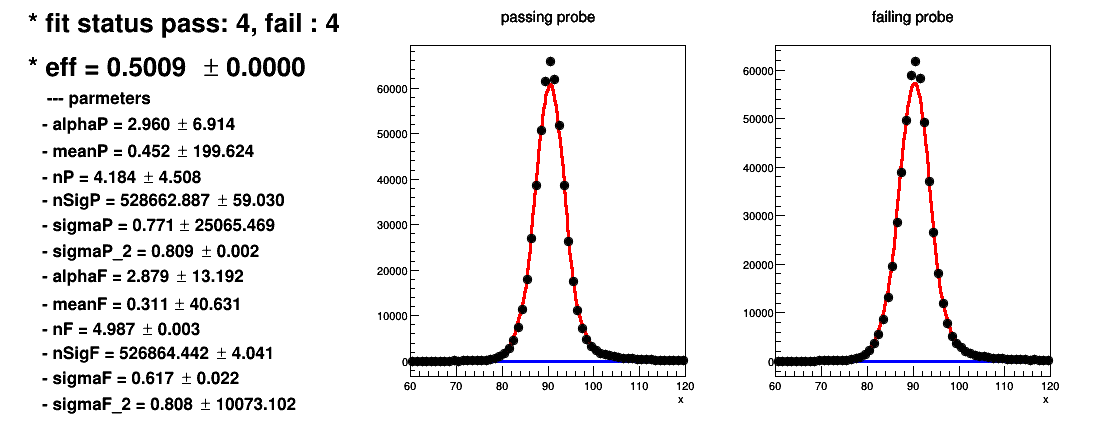 * fit status pass: 4, fail : 4
* eff = 0.5009 ± 0.0000
--- parmeters
- alphaP = 2.960 ± 6.914
- meanP = 0.452 ± 199.624
- nP = 4.184 ± 4.508
- nSigP = 528662.887 ± 59.030
- sigmaP = 0.771 ± 25065.469
- sigmaP_2 = 0.809 ± 0.002
- alphaF = 2.879 ± 13.192
- meanF = 0.311 ± 40.631
- nF = 4.987 ± 0.003
- nSigF = 526864.442 ± 4.041
- sigmaF = 0.617 ± 0.022
- sigmaF_2 = 0.808 ± 10073.102
passing probe
60000
50000
40000
30000
20000
10000
0
60 70 80 90 100 110 120
x
failing probe
60000
50000
40000
30000
20000
10000
0
60 70 80 90 100 110 120
x